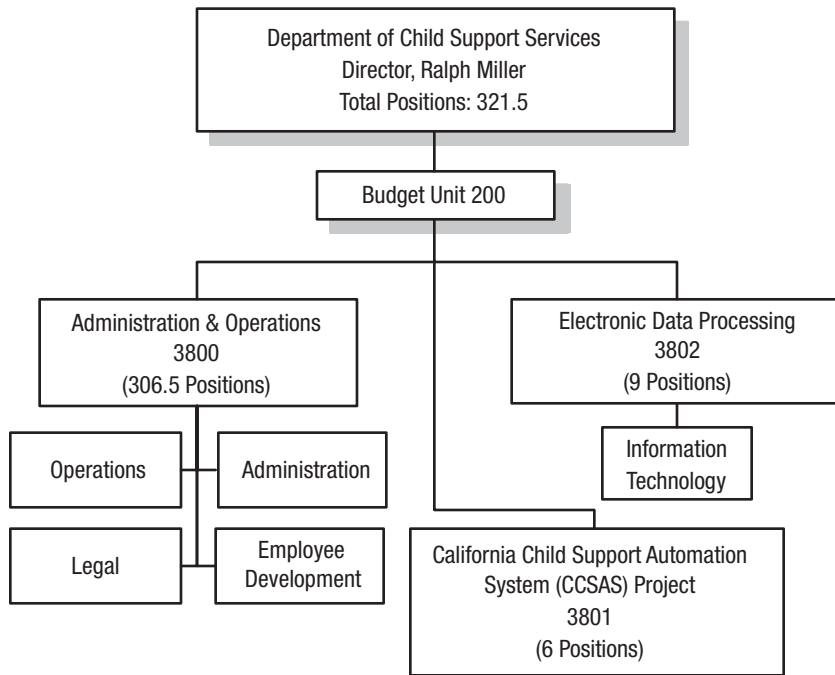 Department of Child Support Services
Director, Ralph Miller
Total Positions: 321.5
Budget Unit 200
Administration & Operations
3800
(306.5 Positions)
Electronic Data Processing
3802
(9 Positions)
Operations
Administration
Information
Technology
Legal
Employee
Development
California Child Support Automation
System (CCSAS) Project
3801
(6 Positions)